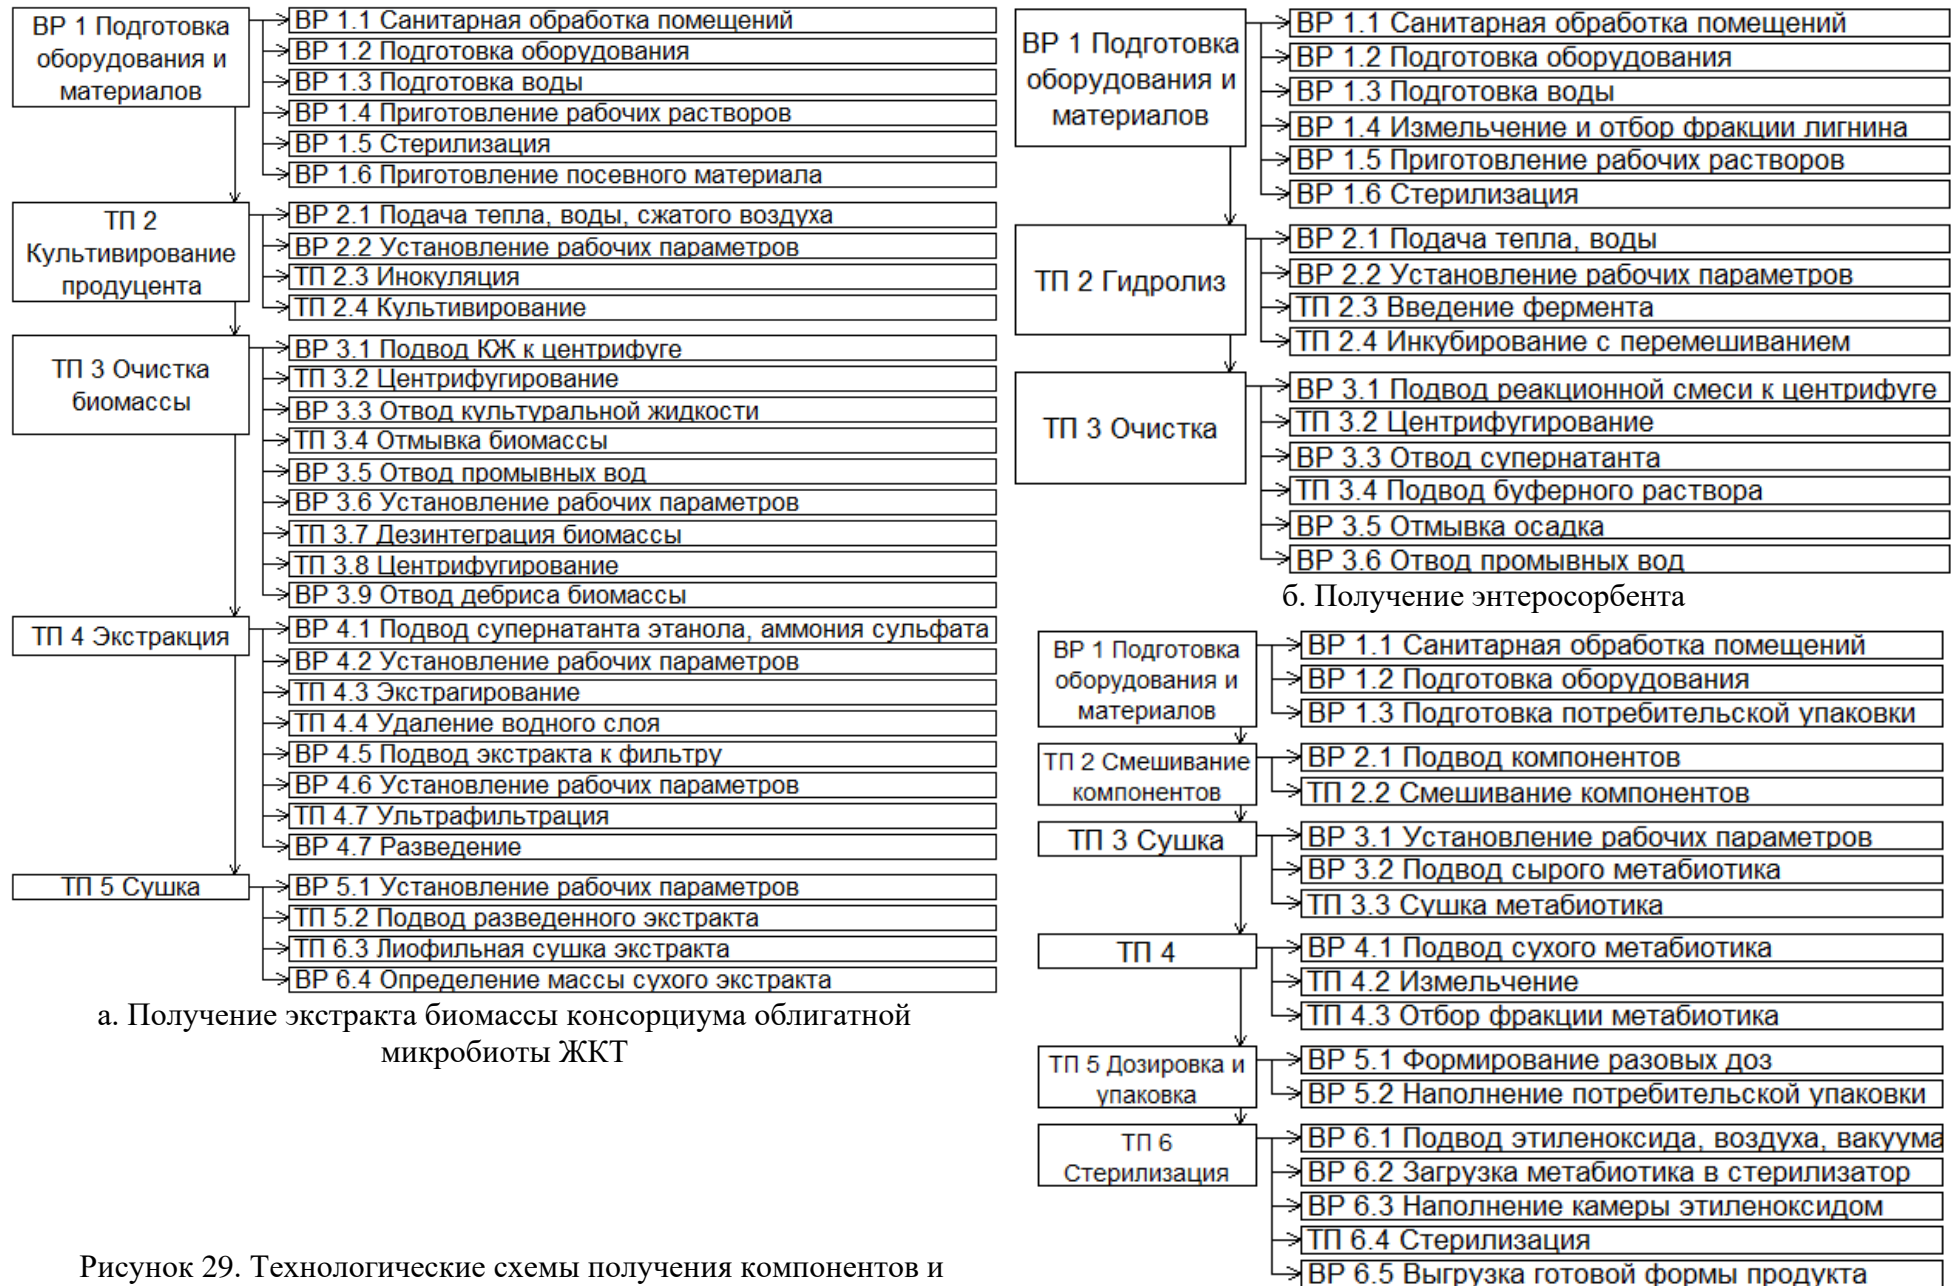 ВР 1 Подготовка
оборудования и
материалов
ВР 1.1 Санитарная обработка помещений
ВР 1.2 Подготовка оборудования
ВР 1.3 Подготовка воды
ВР 1.4 Приготовление рабочих растворов
ВР 1.5 Стерилизация
ВР 1.6 Приготовление посевного материала
ТП 2
Культивирование
продуцента
ВР 2.1 Подача тепла, воды, сжатого воздуха
ВР 2.2 Установление рабочих параметров
ТП 2.3 Инокуляция
ТП 2.4 Культивирование
ТП 3 Очистка
биомассы
ВР 3.1 Подвод КЖ к центрифуге
ТП 3.2 Центрифугирование
ВР 3.3 Отвод культуральной жидкости
ТП 3.4 Отмывка биомассы
ВР 3.5 Отвод промывных вод
ВР 3.6 Установление рабочих параметров
ТП 3.7 Дезинтеграция биомассы
ТП 3.8 Центрифугирование
ВР 3.9 Отвод дебриса биомассы
ТП 4 Экстракция
ВР 4.1 Подвод супернатанта этанола, аммония сульфата
ВР 4.2 Установление рабочих параметров
ТП 4.3 Экстрагирование
ТП 4.4 Удаление водного слоя
ВР 4.5 Подвод экстракта к фильтру
ВР 4.6 Установление рабочих параметров
ТП 4.7 Ультрафильтрация
ВР 4.7 Разведение
ТП 5 Сушка
ВР 5.1 Установление рабочих параметров
ТП 5.2 Подвод разведенного экстракта
ТП 6.3 Лиофильная сушка экстракта
ВР 6.4 Определение массы сухого экстракта
а. Получение экстракта биомассы консорциума облигатной
микробиоты ЖКТ
ВР 1 Подготовка
оборудования и
материалов
ВР 1.1 Санитарная обработка помещений
ВР 1.2 Подготовка оборудования
ВР 1.3 Подготовка воды
ВР 1.4 Измельчение и отбор фракции лигнина
ВР 1.5 Приготовление рабочих растворов
ВР 1.6 Стерилизация
ТП 2 Гидролиз
ВР 2.1 Подача тепла, воды
ВР 2.2 Установление рабочих параметров
ТП 2.3 Введение фермента
ТП 2.4 Инкубирование с перемешиванием
ТП 3 Очистка
ВР 3.1 Подвод реакционной смеси к центрифуге
ТП 3.2 Центрифугирование
ВР 3.3 Отвод супернатанта
ТП 3.4 Подвод буферного раствора
ВР 3.5 Отмывка осадка
ВР 3.6 Отвод промывных вод
б. Получение энтеросорбента
ВР 1 Подготовка
оборудования и
материалов
ВР 1.1 Санитарная обработка помещений
ВР 1.2 Подготовка оборудования
ВР 1.3 Подготовка потребительской упаковки
ТП 2 Смешивание
компонентов
ВР 2.1 Подвод компонентов
ТП 2.2 Смешивание компонентов
ТП 3 Сушка
ВР 3.1 Установление рабочих параметров
ВР 3.2 Подвод сырого метабиотика
ТП 3.3 Сушка метабиотика
ТП 4
ВР 4.1 Подвод сухого метабиотика
ТП 4.2 Измельчение
ТП 4.3 Отбор фракции метабиотика
ТП 5 Дозировка и
упаковка
ВР 5.1 Формирование разовых доз
ВР 5.2 Наполнение потребительской упаковки
ТП 6
Стерилизация
ВР 6.1 Подвод этиленоксида, воздуха, вакуума
ВР 6.2 Загрузка метабиотика в стерилизатор
ВР 6.3 Наполнение камеры этиленоксидом
ТП 6.4 Стерилизация
ВР 6.5 Выгрузка готовой формы продукта
Рисунок 29. Технологические схемы получения компонентов и